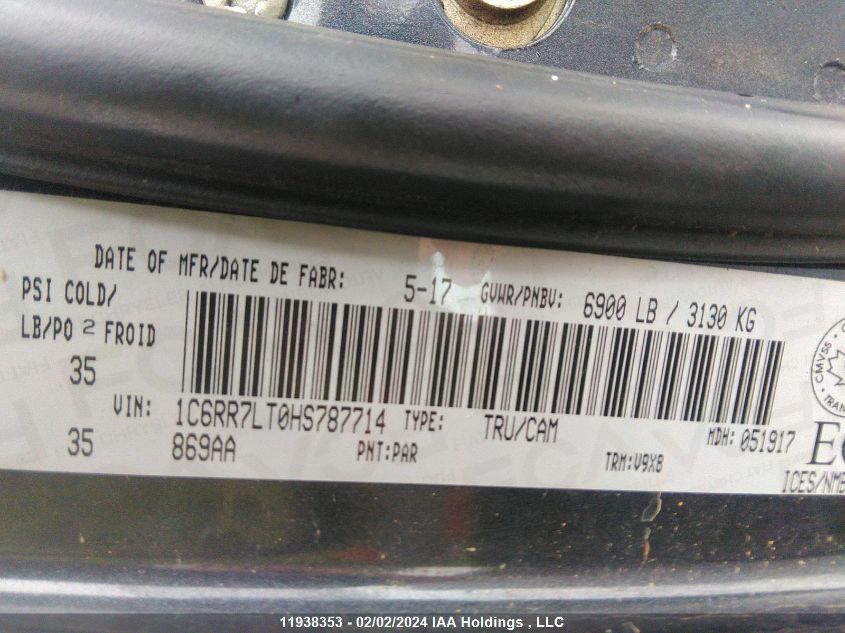 DATE OF MFR/DATE DE FABR: 5-17 GVWR/PNBV: 6900 LB / 3130 KG
PSI COLD/
LB/PO 2 FROID
35
VIN: 1C6RR7LT0HS787714 TYPE: TRU/CAM MDH: 051917
35 869AA PNT:PAR TRM:V9X8
ICES/NMB
CMVSS
11938353 - 02/02/2024 IAA Holdings , LLC